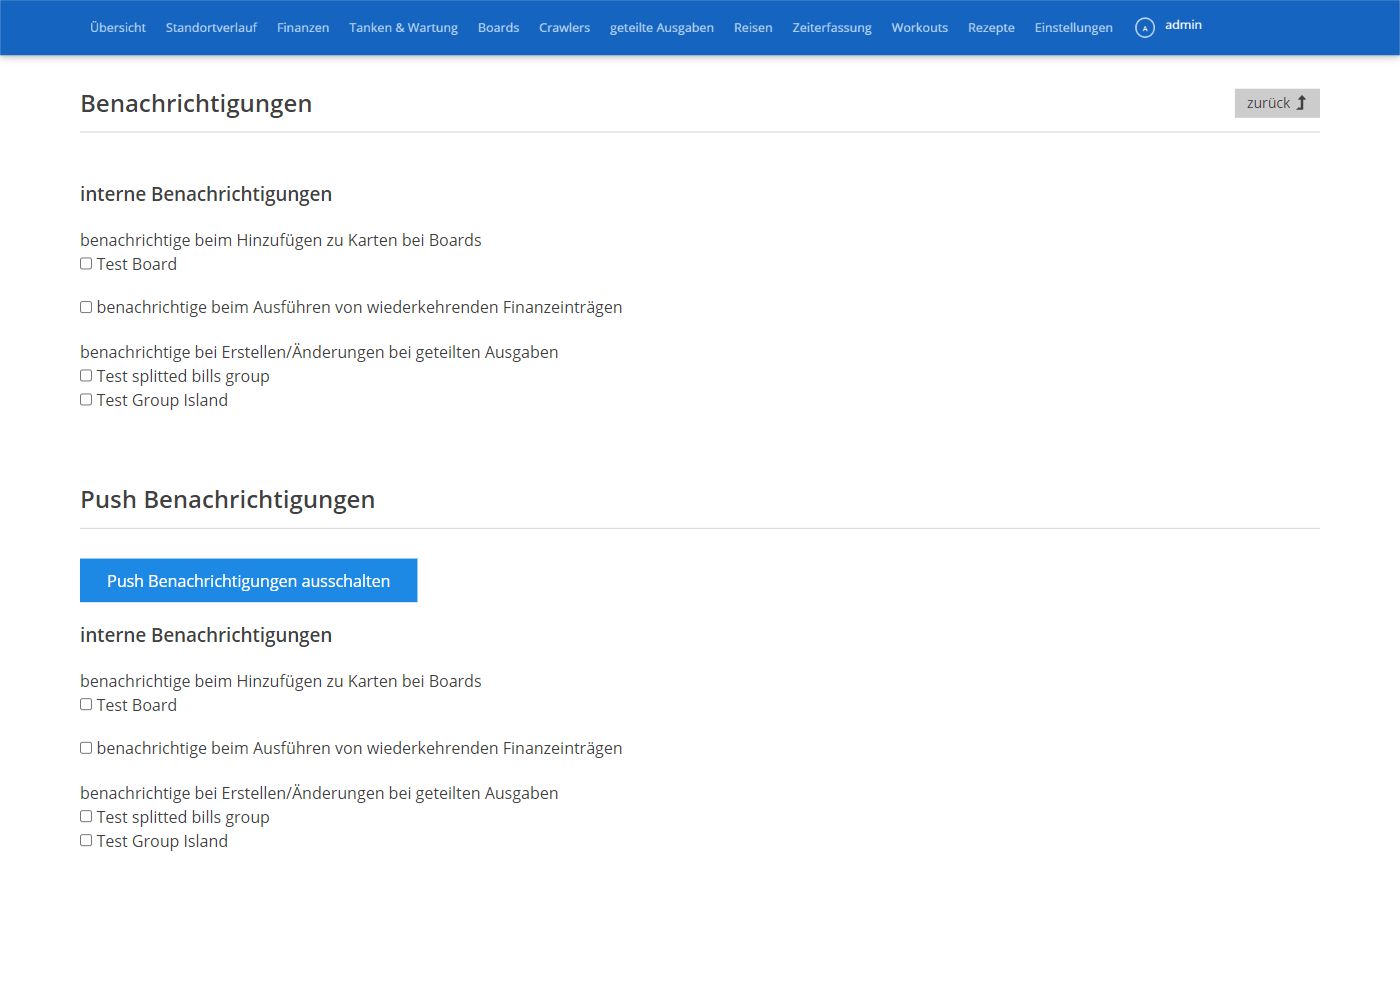 Übersicht Standortverlauf Finanzen Tanken & Wartung Boards Crawlers geteilte Ausgaben Reisen Zeiterfassung Workouts Rezepte Einstellungen A admin
Benachrichtigungen zurück
interne Benachrichtigungen
benachrichtige beim Hinzufügen zu Karten bei Boards
Test Board
benachrichtige beim Ausführen von wiederkehrenden Finanzeinträgen
benachrichtige bei Erstellen/Änderungen bei geteilten Ausgaben
Test splitted bills group
Test Group Island
Push Benachrichtigungen
Push Benachrichtigungen ausschalten
interne Benachrichtigungen
benachrichtige beim Hinzufügen zu Karten bei Boards
Test Board
benachrichtige beim Ausführen von wiederkehrenden Finanzeinträgen
benachrichtige bei Erstellen/Änderungen bei geteilten Ausgaben
Test splitted bills group
Test Group Island